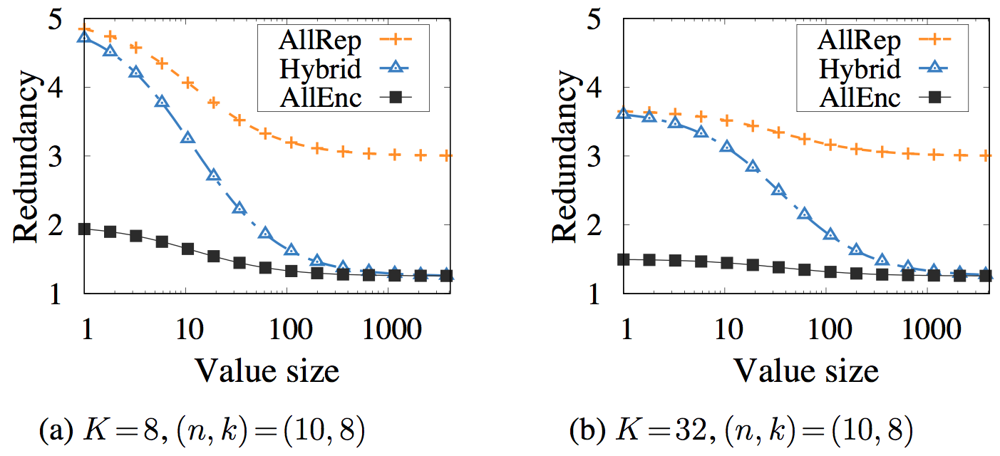 Redundancy
5
4
3
2
1
AllRep
Hybrid
AllEnc
1 10 100 1000
Value size
(a) K=8, (n, k)=(10, 8)
Redundancy
5
4
3
2
1
AllRep
Hybrid
AllEnc
1 10 100 1000
Value size
(b) K=32, (n, k)=(10, 8)